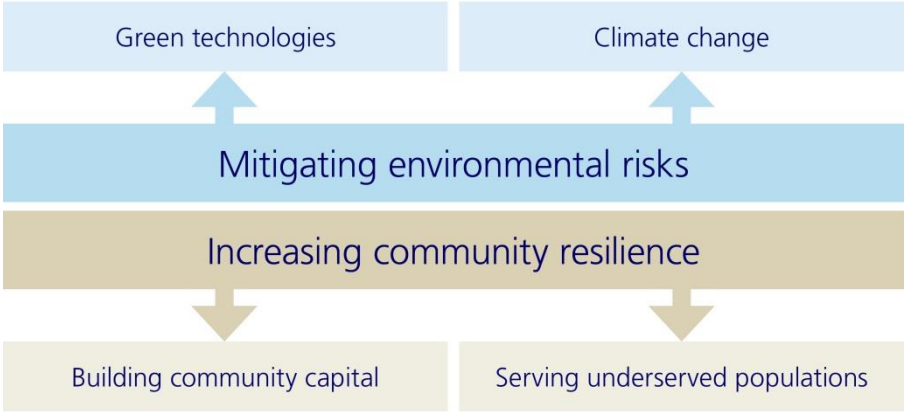 Green technologies
Climate change
Mitigating environmental risks
Increasing community resilience
Building community capital
Serving underserved populations